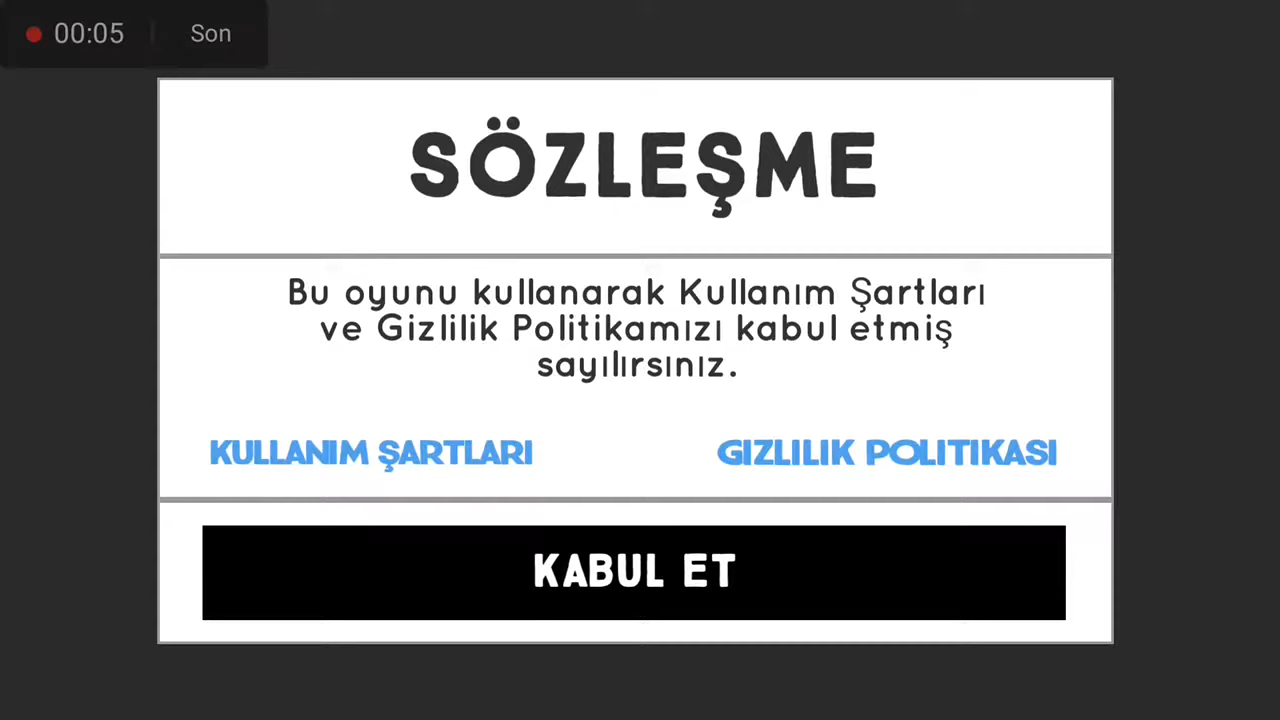 00:05 Son
SÖZLEŞME
Bu oyunu kullanarak Kullanım Şartları
ve Gizlilik Politikamızı kabul etmiş
sayılırsınız.
KULLANIM ŞARTLARI GIZLILIK POLITIKASI
KABUL ET